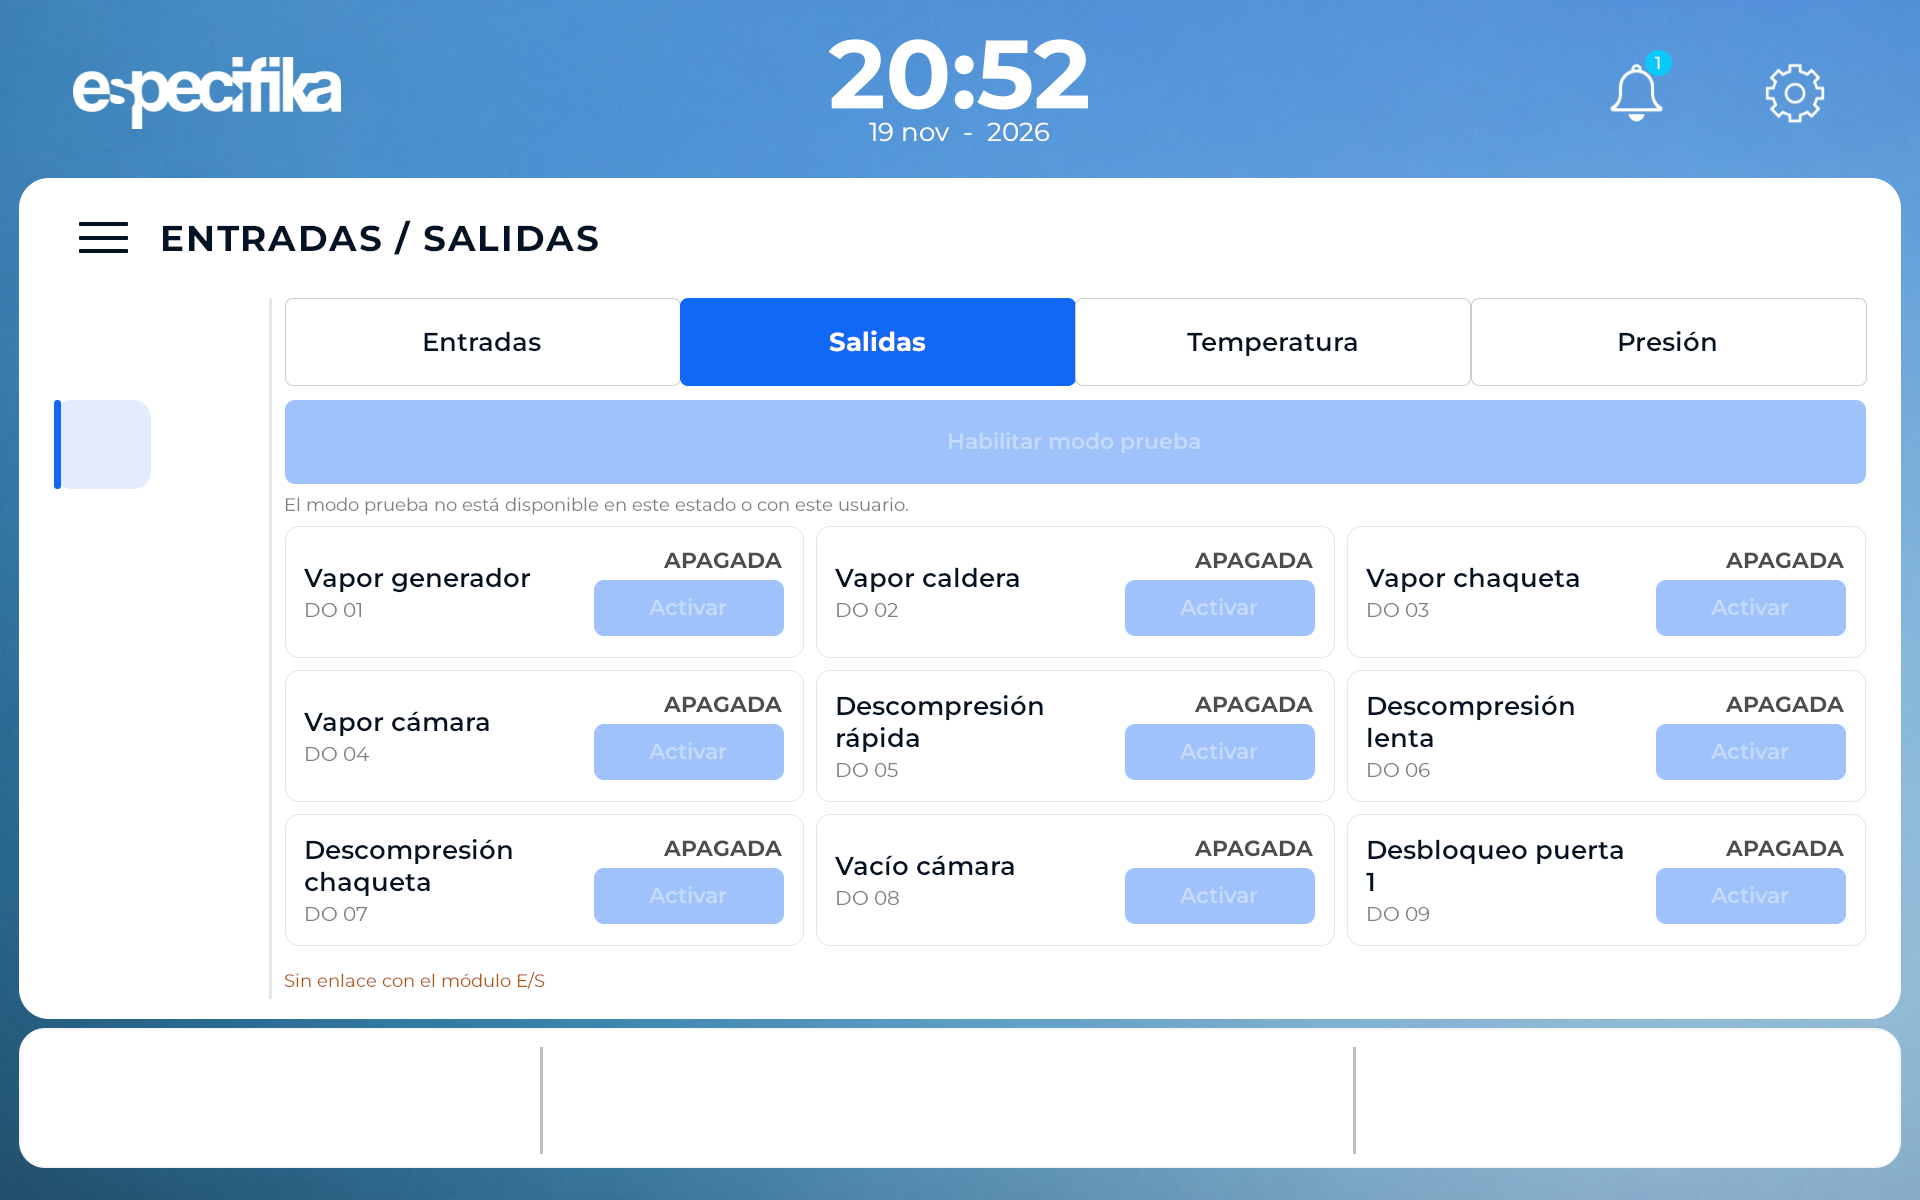 especifika
20:52
19 nov - 2026
1
ENTRADAS / SALIDAS
Entradas
Salidas
Temperatura
Presión
Habilitar modo prueba
El modo prueba no está disponible en este estado o con este usuario.
Vapor generador
DO 01
APAGADA
Activar
Vapor caldera
DO 02
APAGADA
Activar
Vapor chaqueta
DO 03
APAGADA
Activar
Vapor cámara
DO 04
APAGADA
Activar
Descompresión
rápida
DO 05
APAGADA
Activar
Descompresión
lenta
DO 06
APAGADA
Activar
Descompresión
chaqueta
DO 07
APAGADA
Activar
Vacío cámara
DO 08
APAGADA
Activar
Desbloqueo puerta
1
DO 09
APAGADA
Activar
Sin enlace con el módulo E/S